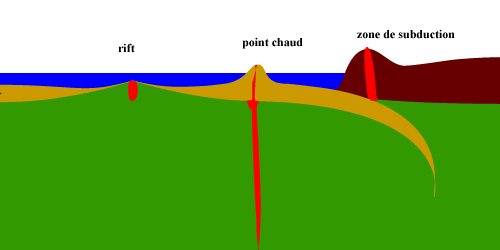 rift
point chaud
zone de subduction